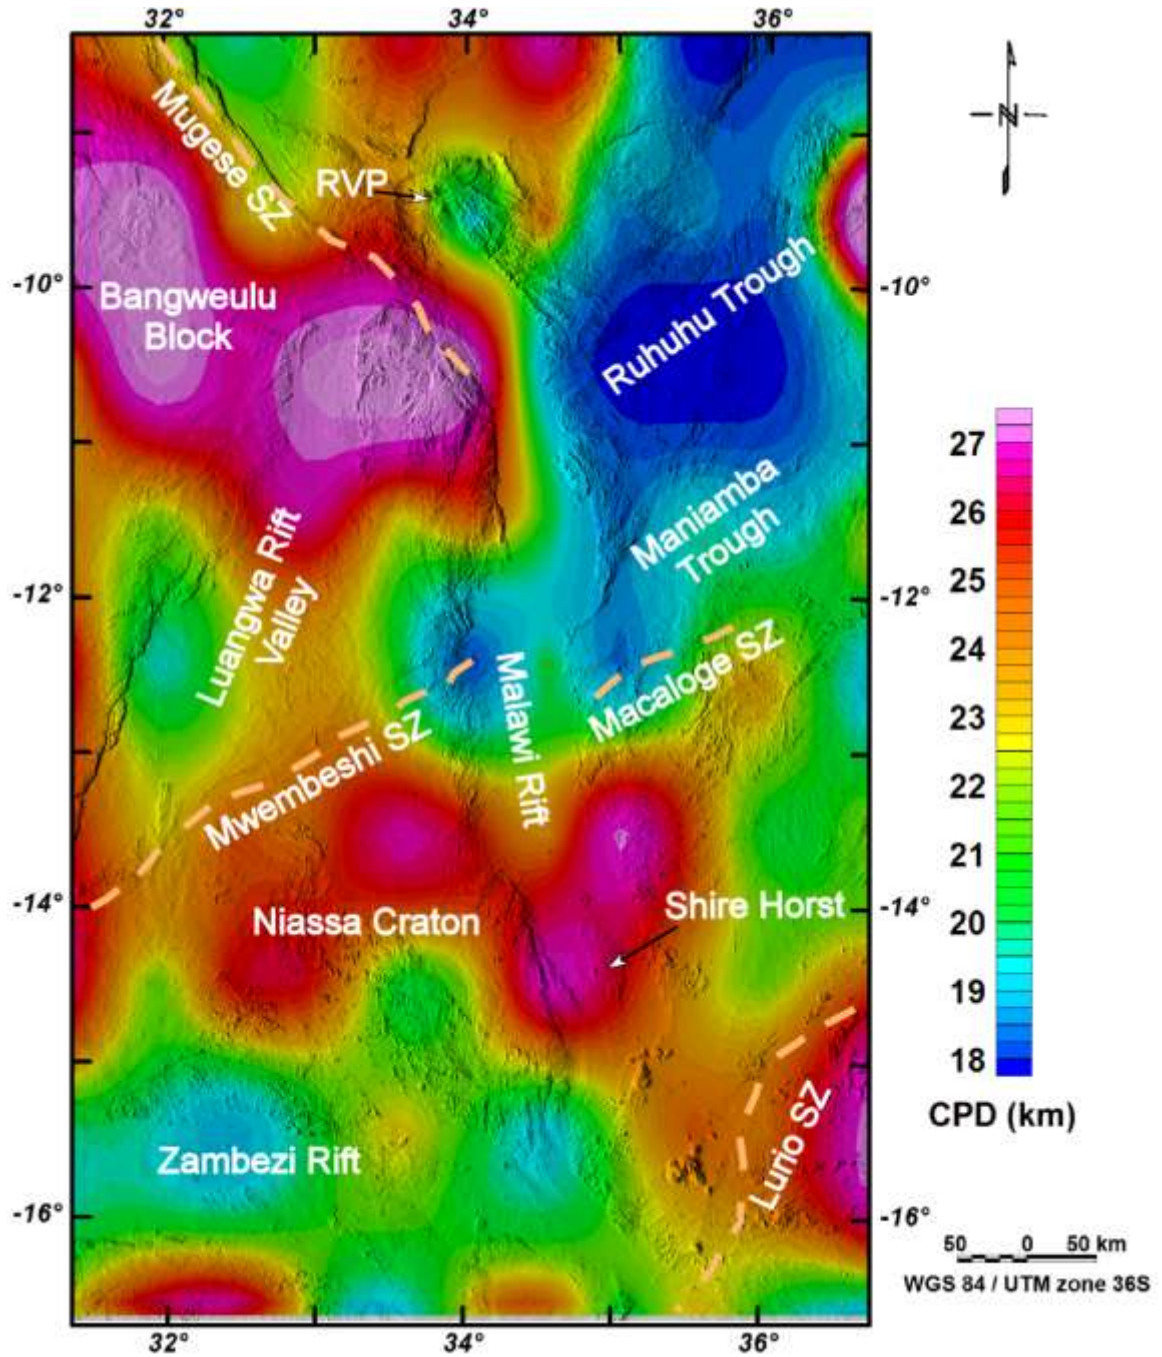 32° 34° 36°
N
Mugese SZ
RVP
-10° -10°
Bangweulu
Block
Ruhuhu Trough
27
26
25
24
23
22
21
20
19
18
CPD (km)
Maniamba
Trough
Luangwa Rift
Valley
-12° -12°
Malawi Rift
Macaloge SZ
Mwembeshi SZ
-14° -14°
Niassa Craton
Shire Horst
Lurio SZ
Zambezi Rift
-16° -16°
50 0 50 km
WGS 84 / UTM zone 36S
32° 34° 36°